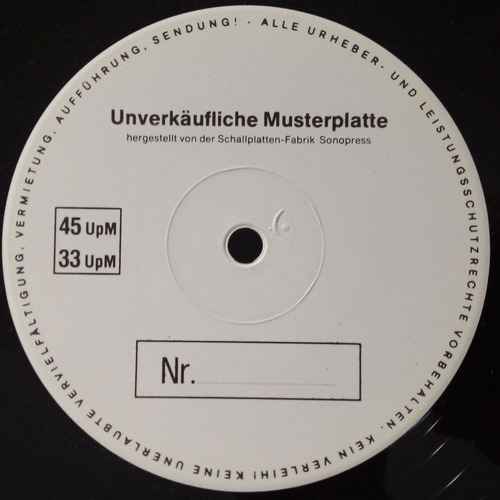 Unverkäufliche Musterplatte
hergestellt von der Schallplatten-Fabrik Sonopress
45 UpM
33 UpM
Nr.
ALLE URHEBER- UND LEISTUNGSSCHUTZRECHTE VORBEHALTEN. KEIN VERLEIH! KEINE UNERLAUBTE VERVIELFÄLTIGUNG, VERMIETUNG, AUFFÜHRUNG, SENDUNG! ·